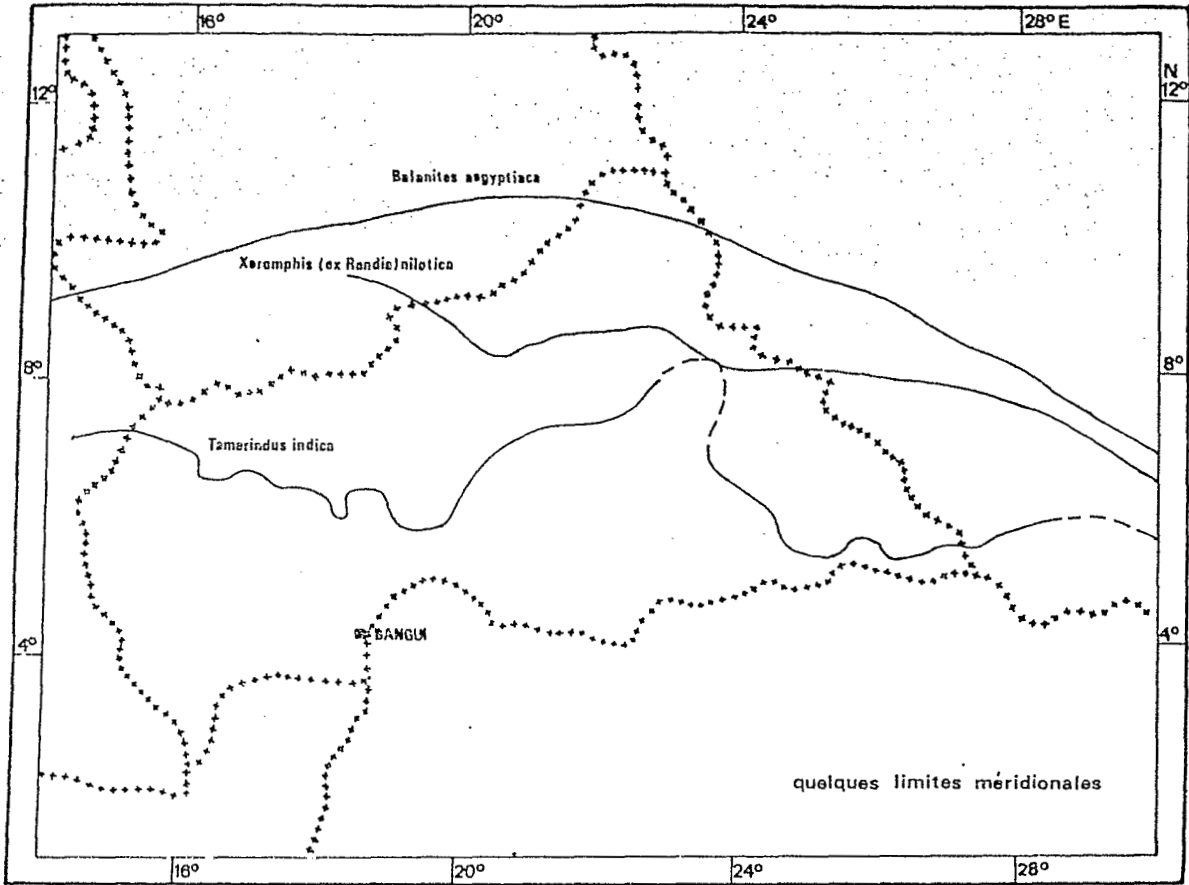 16° 20° 24° 28° E
N
12° 12°
Balanites aegyptiaca
Xeromphis (ex Randia) nilotica
8° 8°
Tamarindus indica
BANGUI
4° 4°
quelques limites méridionales
16° 20° 24° 28°